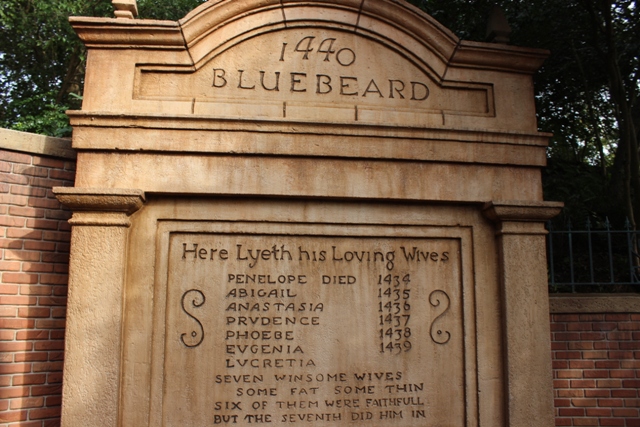 1440
BLUEBEARD
Here Lyeth his Loving Wives
PENELOPE DIED 1434
ABIGAIL 1435
ANASTASIA 1436
PRVDENCE 1437
PHOEBE 1438
EVGENIA 1439
LVCRETIA
SEVEN WINSOME WIVES
SOME FAT SOME THIN
SIX OF THEM WERE FAITHFULL
BUT THE SEVENTH DID HIM IN